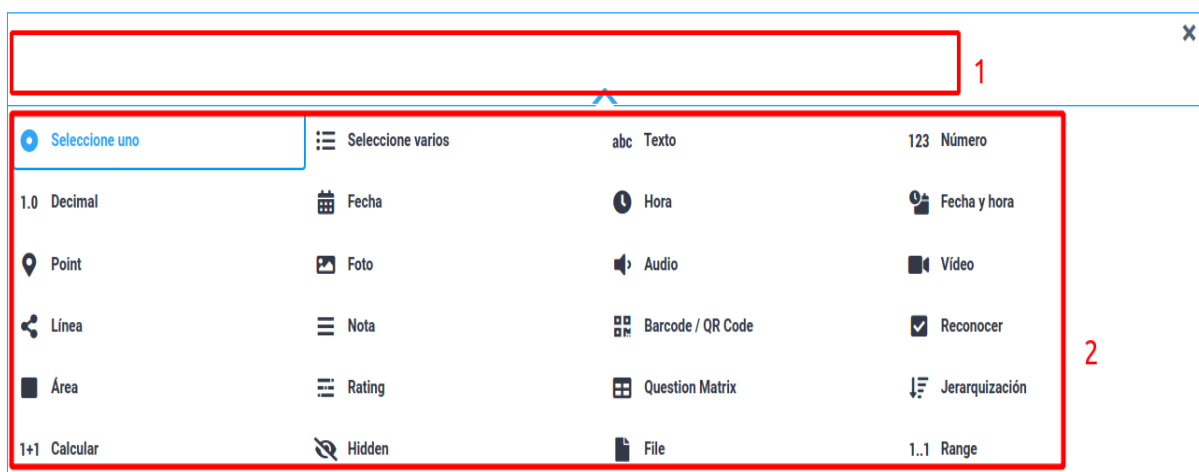 ×
1
Seleccione uno
Seleccione varios
abc Texto
123 Número
1.0 Decimal
Fecha
Hora
Fecha y hora
Point
Foto
Audio
Vídeo
Línea
Nota
Barcode / QR Code
Reconocer
2
Área
Rating
Question Matrix
Jerarquización
1+1 Calcular
Hidden
File
1..1 Range